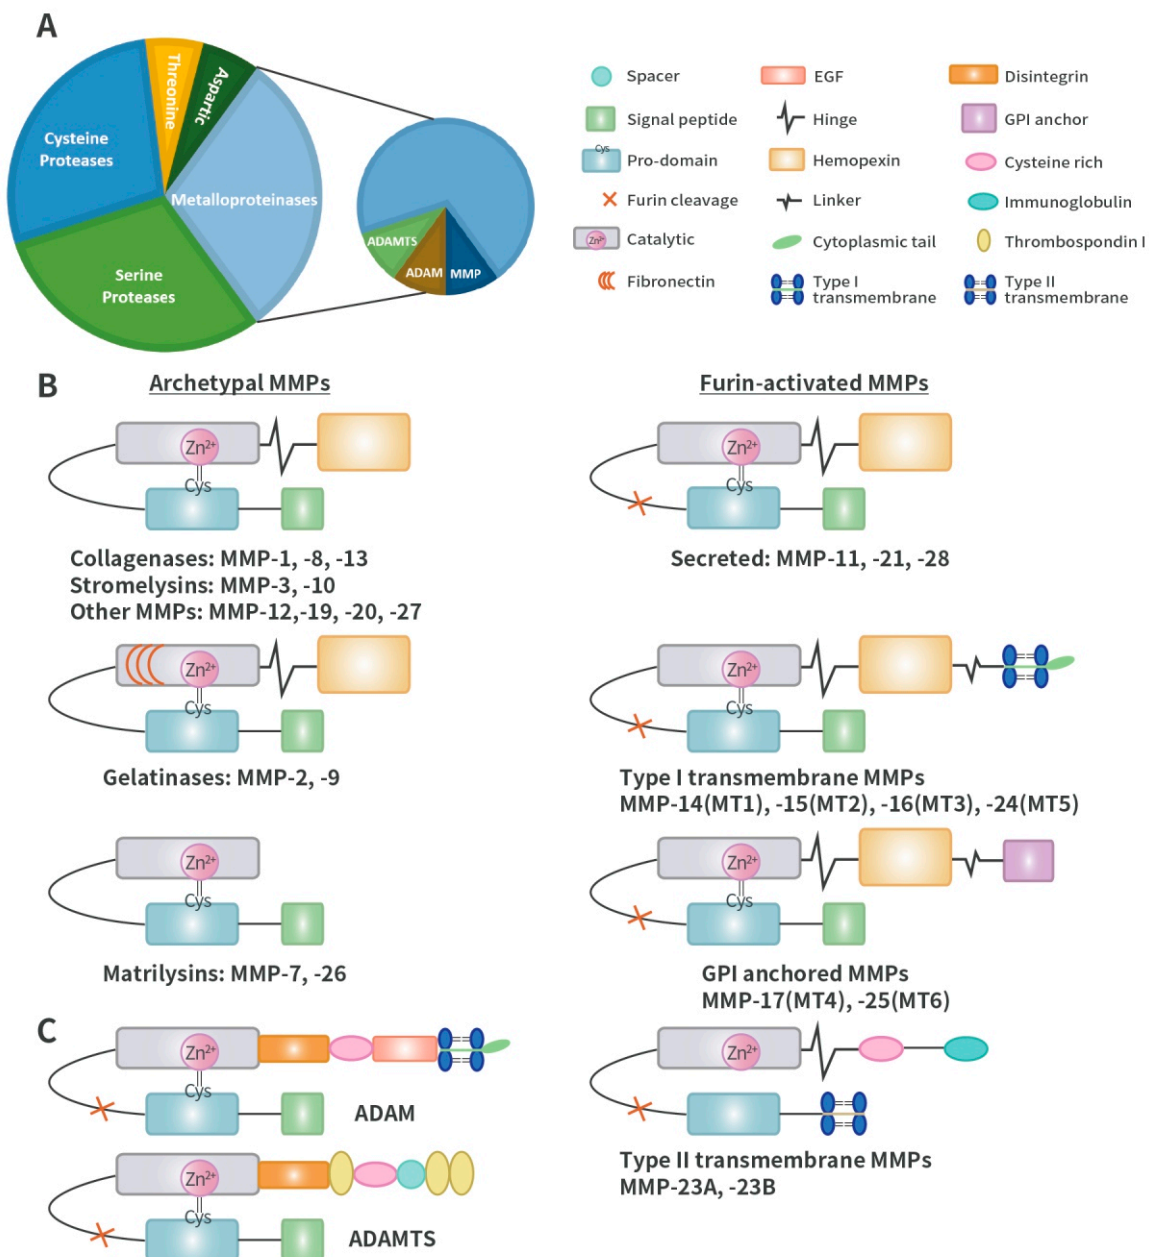 A
Threonine
Aspartic
Cysteine
Proteases
Metalloproteinases
Serine
Proteases
ADAMTS
ADAM
MMP
Spacer
EGF
Disintegrin
Signal peptide
Hinge
GPI anchor
Cys
Pro-domain
Hemopexin
Cysteine rich
Furin cleavage
Linker
Immunoglobulin
Zn²⁺
Catalytic
Cytoplasmic tail
Thrombospondin I
Fibronectin
Type I
transmembrane
Type II
transmembrane
B
Archetypal MMPs
Furin-activated MMPs
Zn²⁺
Cys
Zn²⁺
Cys
Collagenases: MMP-1, -8, -13
Stromelysins: MMP-3, -10
Other MMPs: MMP-12,-19, -20, -27
Secreted: MMP-11, -21, -28
Zn²⁺
Cys
Zn²⁺
Cys
Gelatinases: MMP-2, -9
Type I transmembrane MMPs
MMP-14(MT1), -15(MT2), -16(MT3), -24(MT5)
Zn²⁺
Cys
Zn²⁺
Cys
Matrilysins: MMP-7, -26
GPI anchored MMPs
MMP-17(MT4), -25(MT6)
C
Zn²⁺
Cys
ADAM
Zn²⁺
Type II transmembrane MMPs
MMP-23A, -23B
Zn²⁺
Cys
ADAMTS